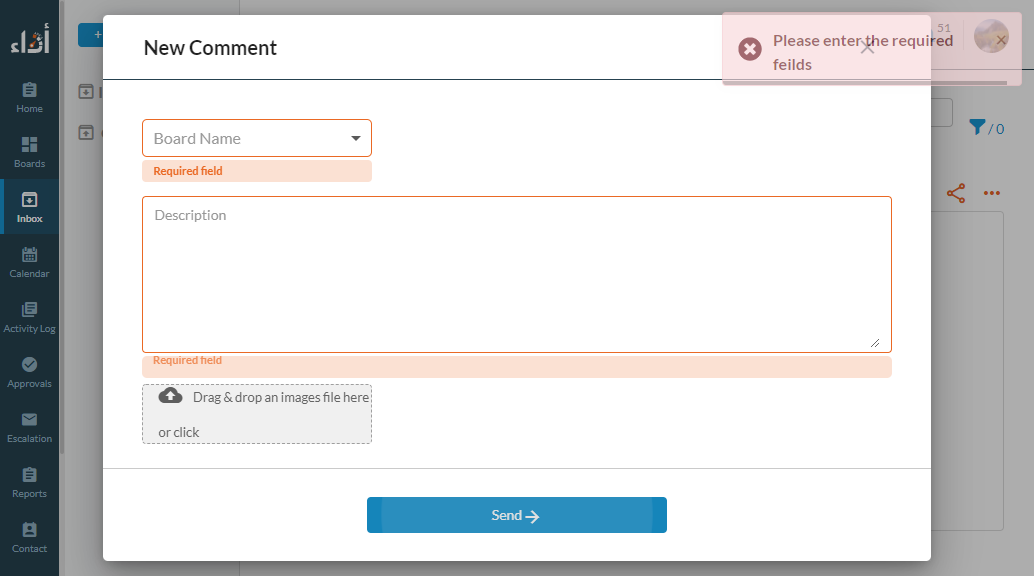 أداء
Home
Boards
Inbox
Calendar
Activity Log
Approvals
Escalation
Reports
Contact
+
New Comment
51
Please enter the required
feilds
/ 0
Board Name
Required field
Description
Required field
Drag & drop an images file here
or click
Send